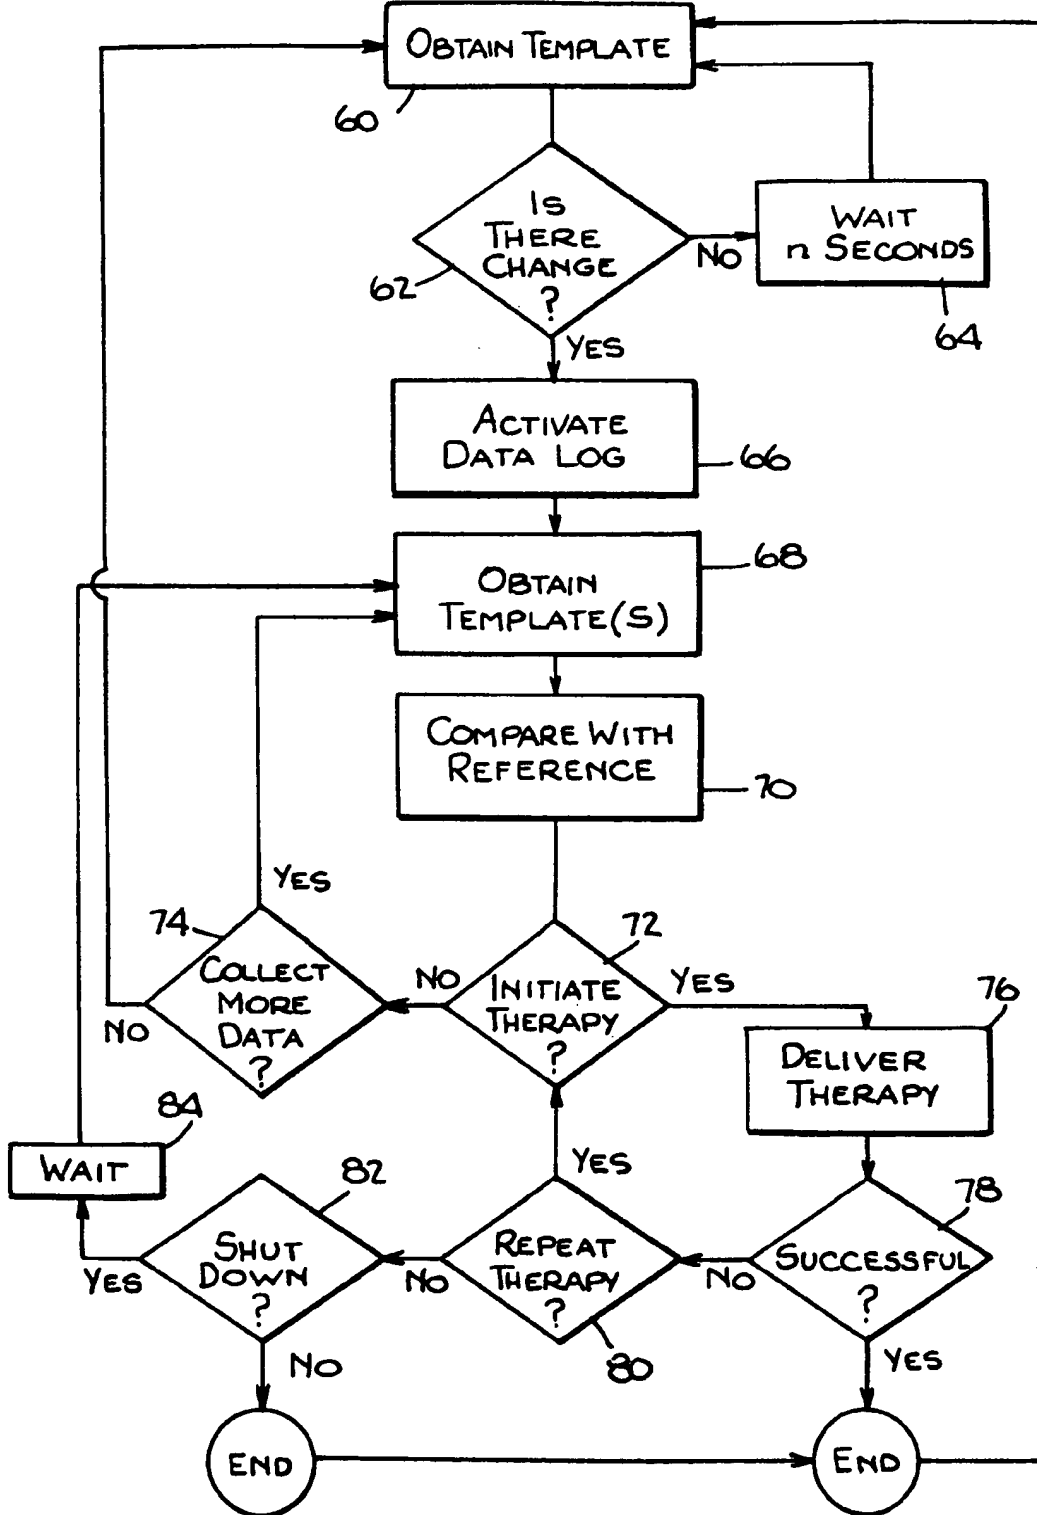 OBTAIN TEMPLATE
60
IS
THERE
CHANGE
?
62
NO
WAIT
n SECONDS
64
YES
ACTIVATE
DATA LOG
66
OBTAIN
TEMPLATE(S)
68
COMPARE WITH
REFERENCE
70
YES
74
COLLECT
MORE
DATA
?
NO
NO
72
INITIATE
THERAPY
?
YES
76
DELIVER
THERAPY
84
WAIT
YES
82
SHUT
DOWN
?
NO
NO
YES
REPEAT
THERAPY
?
80
NO
78
SUCCESSFUL
?
YES
END
END